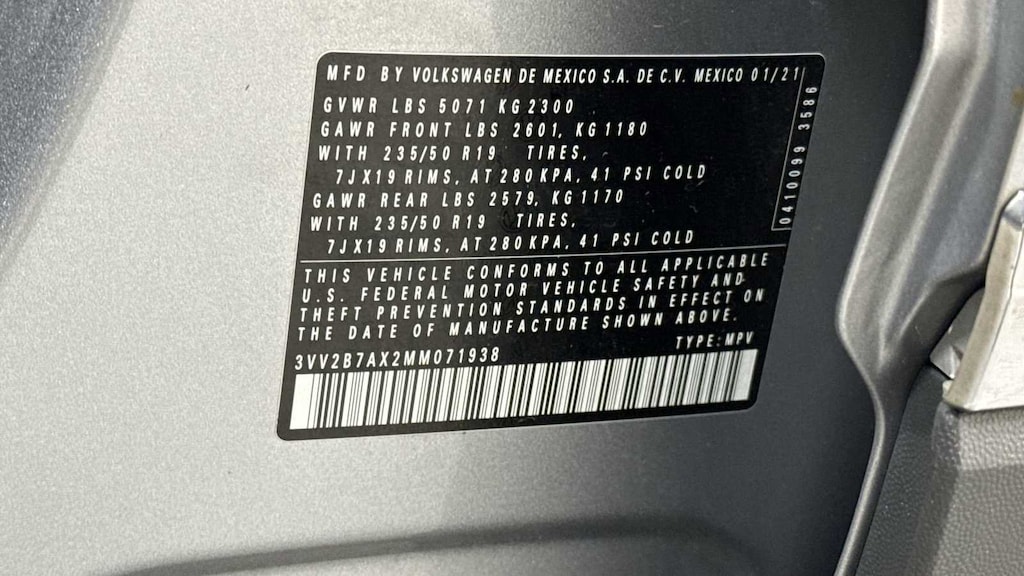 MFD BY VOLKSWAGEN DE MEXICO S.A. DE C.V. MEXICO 01/21
GVWR LBS 5071 KG 2300
GAWR FRONT LBS 2601, KG 1180
WITH 235/50 R19 TIRES,
7JX19 RIMS, AT 280 KPA, 41 PSI COLD
GAWR REAR LBS 2579, KG 1170
WITH 235/50 R19 TIRES,
7JX19 RIMS, AT 280 KPA, 41 PSI COLD
0410099 3586
THIS VEHICLE CONFORMS TO ALL APPLICABLE
U.S. FEDERAL MOTOR VEHICLE SAFETY AND
THEFT PREVENTION STANDARDS IN EFFECT ON
THE DATE OF MANUFACTURE SHOWN ABOVE.
3VV2B7AX2MM071938 TYPE: MPV